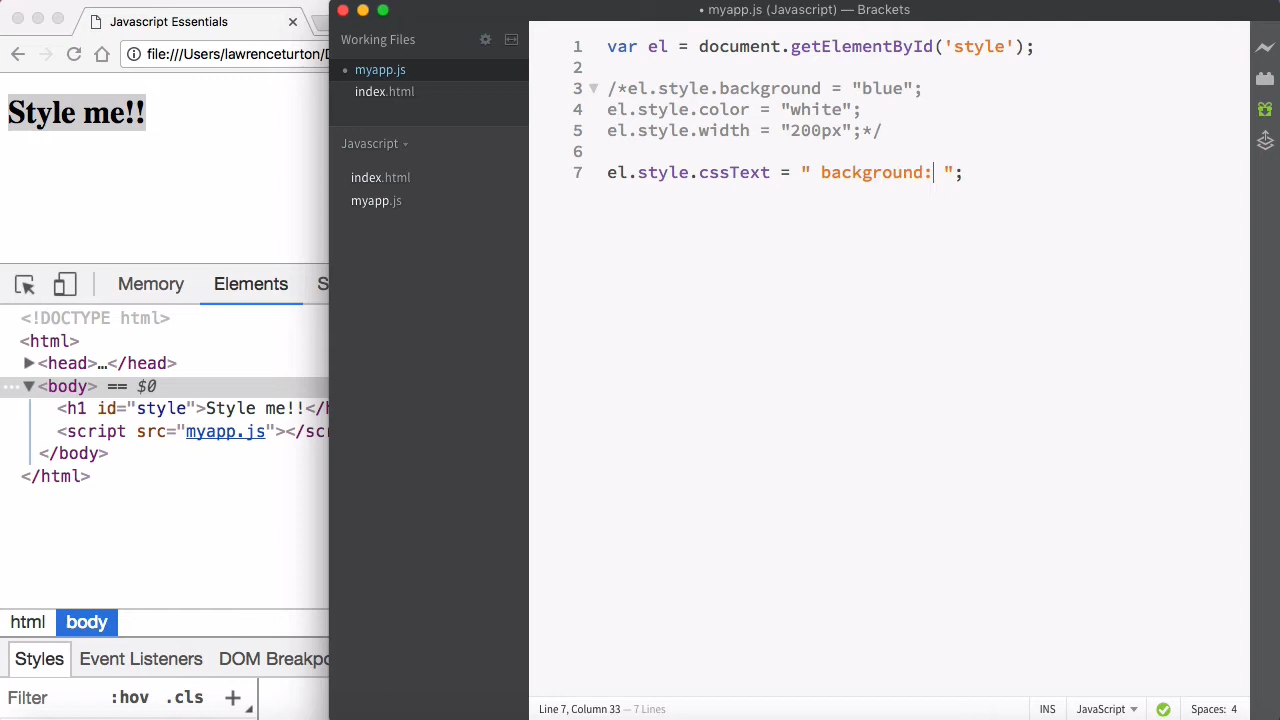 Javascript Essentials
file:///Users/lawrenceturton/D
Style me!!
Memory
Elements
S
<!DOCTYPE html>
<html>
<head>…</head>
<body> == $0
<h1 id="style">Style me!!</h
<script src="myapp.js"></scr
</body>
</html>
html
body
Styles
Event Listeners
DOM Breakpo
Filter
:hov
.cls
+
• myapp.js (Javascript) — Brackets
Working Files
• myapp.js
index.html
Javascript
index.html
myapp.js
1 var el = document.getElementById('style');
2
3 /*el.style.background = "blue";
4 el.style.color = "white";
5 el.style.width = "200px";*/
6
7 el.style.cssText = " background: ";
Line 7, Column 33 — 7 Lines
INS
JavaScript
Spaces: 4